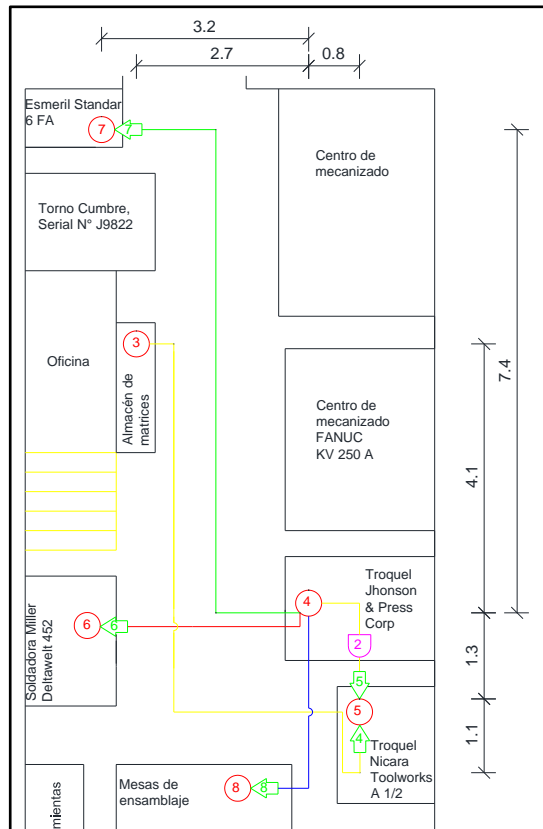 3.2
2.7
0.8
Esmeril Standar
6 FA
7
7
Centro de
mecanizado
Torno Cumbre,
Serial N° J9822
3
Oficina
Almacén de
matrices
7.4
4.1
Centro de
mecanizado
FANUC
KV 250 A
Troquel
Jhonson
& Press
Corp
4
2
6
6
Soldadora Miller
Deltawelt 452
1.3
5
5
4
1.1
Troquel
Nicara
Toolworks
A 1/2
mientas
Mesas de
ensamblaje
8
8